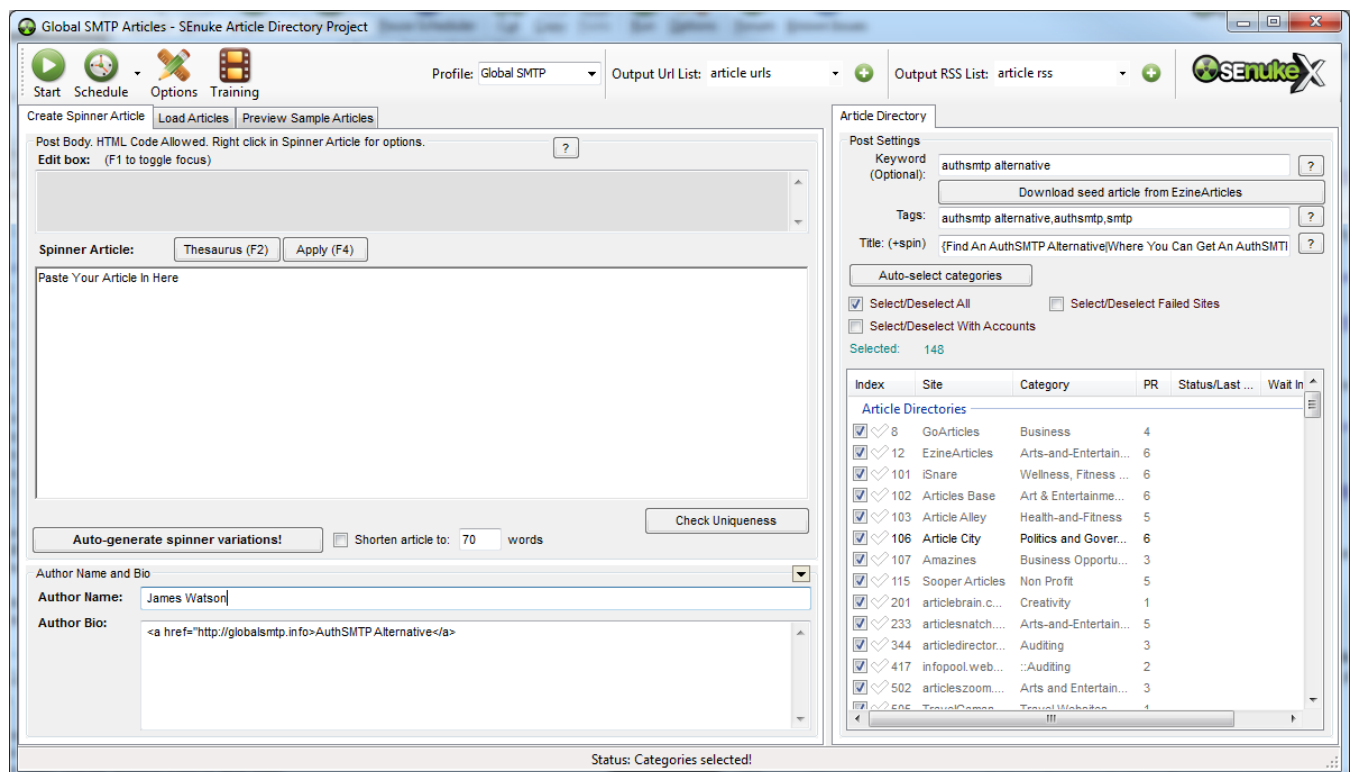 Global SMTP Articles - SEnuke Article Directory Project
Start Schedule Options Training
Profile: Global SMTP
Output Url List: article urls
Output RSS List: article rss
SEnukeX
Create Spinner Article Load Articles Preview Sample Articles
Post Body. HTML Code Allowed. Right click in Spinner Article for options.
?
Edit box: (F1 to toggle focus)
Spinner Article: Thesaurus (F2) Apply (F4)
Paste Your Article In Here
Check Uniqueness
Auto-generate spinner variations! Shorten article to: 70 words
Author Name and Bio
Author Name: James Watson
Author Bio: <a href="http://globalsmtp.info>AuthSMTP Alternative</a>
Article Directory
Post Settings
Keyword
(Optional): authsmtp alternative ?
Download seed article from EzineArticles
Tags: authsmtp alternative,authsmtp,smtp ?
Title: (+spin) {Find An AuthSMTP Alternative|Where You Can Get An AuthSMTI ?
Auto-select categories
Select/Deselect All Select/Deselect Failed Sites
Select/Deselect With Accounts
Selected: 148
Index Site Category PR Status/Last ... Wait In
Article Directories
8 GoArticles Business 4
12 EzineArticles Arts-and-Entertain... 6
101 iSnare Wellness, Fitness ... 6
102 Articles Base Art & Entertainme... 6
103 Article Alley Health-and-Fitness 5
106 Article City Politics and Gover... 6
107 Amazines Business Opportu... 3
115 Sooper Articles Non Profit 5
201 articlebrain.c... Creativity 1
233 articlesnatch.... Arts-and-Entertain... 5
344 articledirector... Auditing 3
417 infopool.web... ::Auditing 2
502 articleszoom.... Arts and Entertain... 3
Status: Categories selected!